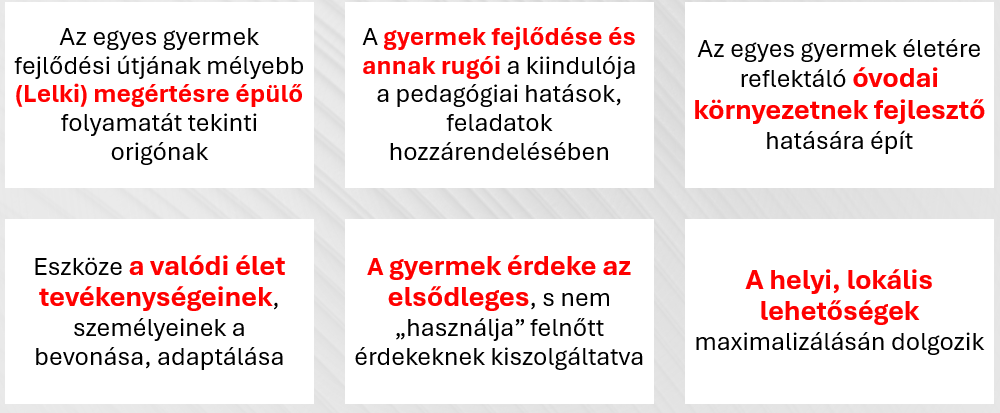 Az egyes gyermek
fejlődési útjának mélyebb
(Lelki) megértésre épülő
folyamatát tekinti
origónak
A gyermek fejlődése és
annak rugói a kiindulója
a pedagógiai hatások,
feladatok
hozzárendelésében
Az egyes gyermek életére
reflektáló óvodai
környezetnek fejlesztő
hatására épít
Eszköze a valódi élet
tevékenységeinek,
személyeinek a
bevonása, adaptálása
A gyermek érdeke az
elsődleges, s nem
„használja” felnőtt
érdekeknek kiszolgáltatva
A helyi, lokális
lehetőségek
maximalizálásán dolgozik